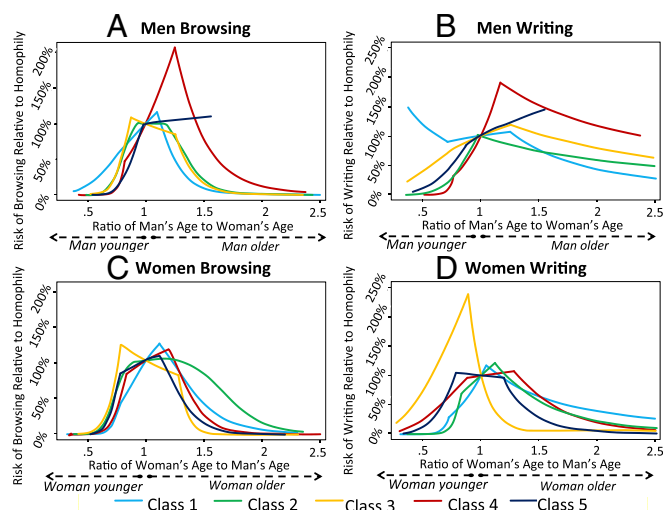 A Men Browsing
Risk of Browsing Relative to Homophily
200%
150%
100%
50%
0%
.5 1 1.5 2 2.5
Ratio of Man's Age to Woman's Age
Man younger Man older
B Men Writing
Risk of Writing Relative to Homophily
250%
200%
150%
100%
50%
0%
.5 1 1.5 2 2.5
Ratio of Man's Age to Woman's Age
Man younger Man older
C Women Browsing
Risk of Browsing Relative to Homophily
200%
150%
100%
50%
0%
.5 1 1.5 2 2.5
Ratio of Woman's Age to Man's Age
Woman younger Woman older
D Women Writing
Risk of Writing Relative to Homophily
250%
200%
150%
100%
50%
0%
.5 1 1.5 2 2.5
Ratio of Woman's Age to Man's Age
Woman younger Woman older
Class 1 Class 2 Class 3 Class 4 Class 5